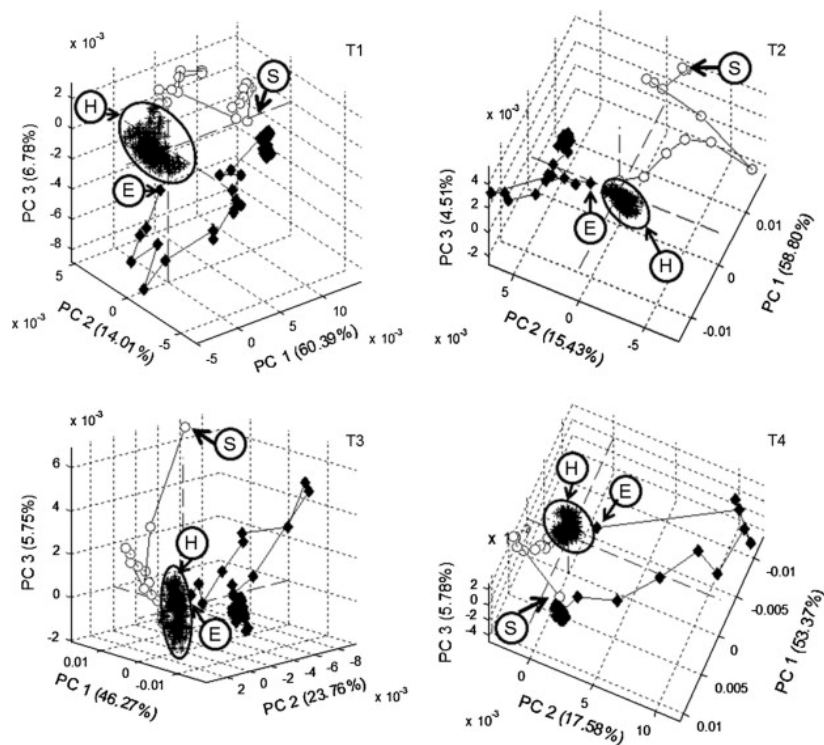 T1
x 10⁻³
x 10⁻³
S
H
E
PC 3 (6.78%)
2
0
-2
-4
-6
-8
5
0
-5
x 10⁻³
PC 2 (14.01%)
-5
0
5
10
x 10⁻³
PC 1 (60.39%)
T2
S
x 10⁻³
E
H
PC 3 (4.51%)
4
2
0
-2
5
0
-5
x 10⁻³
PC 2 (15.43%)
0.01
0
-0.01
PC 1 (58.80%)
T3
x 10⁻³
S
H
E
PC 3 (5.75%)
6
4
2
0
-2
0.01
0
-0.01
PC 1 (46.27%)
2
0
-2
-4
-6
-8
x 10⁻³
PC 2 (23.76%)
T4
H
E
S
PC 3 (5.78%)
2
0
-2
-4
0
5
10
x 10⁻³
PC 2 (17.58%)
-0.01
-0.005
0
0.005
0.01
PC 1 (53.37%)